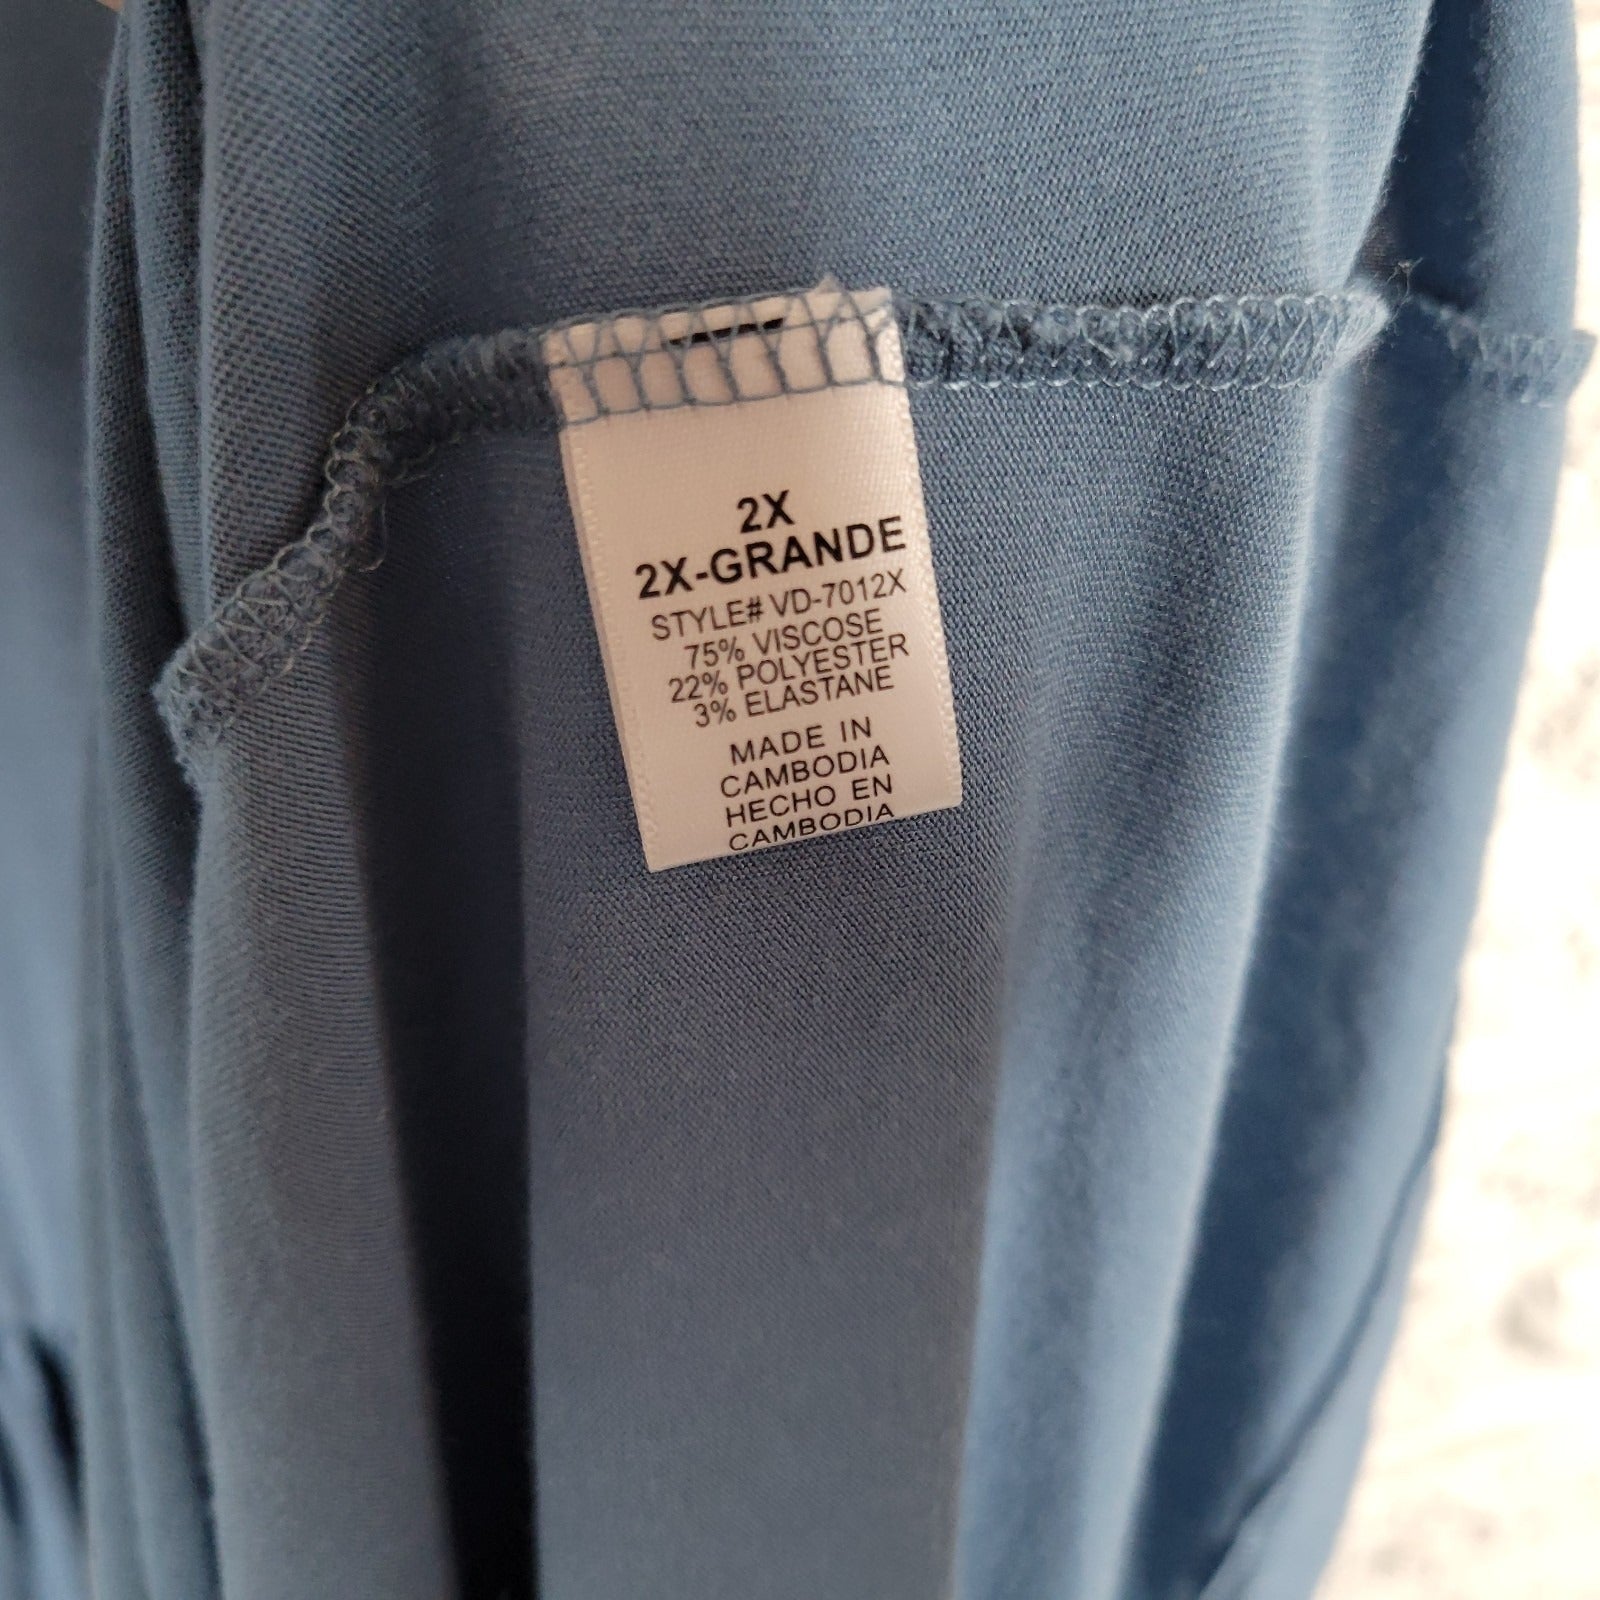 2X
2X-GRANDE
STYLE# VD-7012X
75% VISCOSE
22% POLYESTER
3% ELASTANE
MADE IN
CAMBODIA
HECHO EN
CAMBODIA